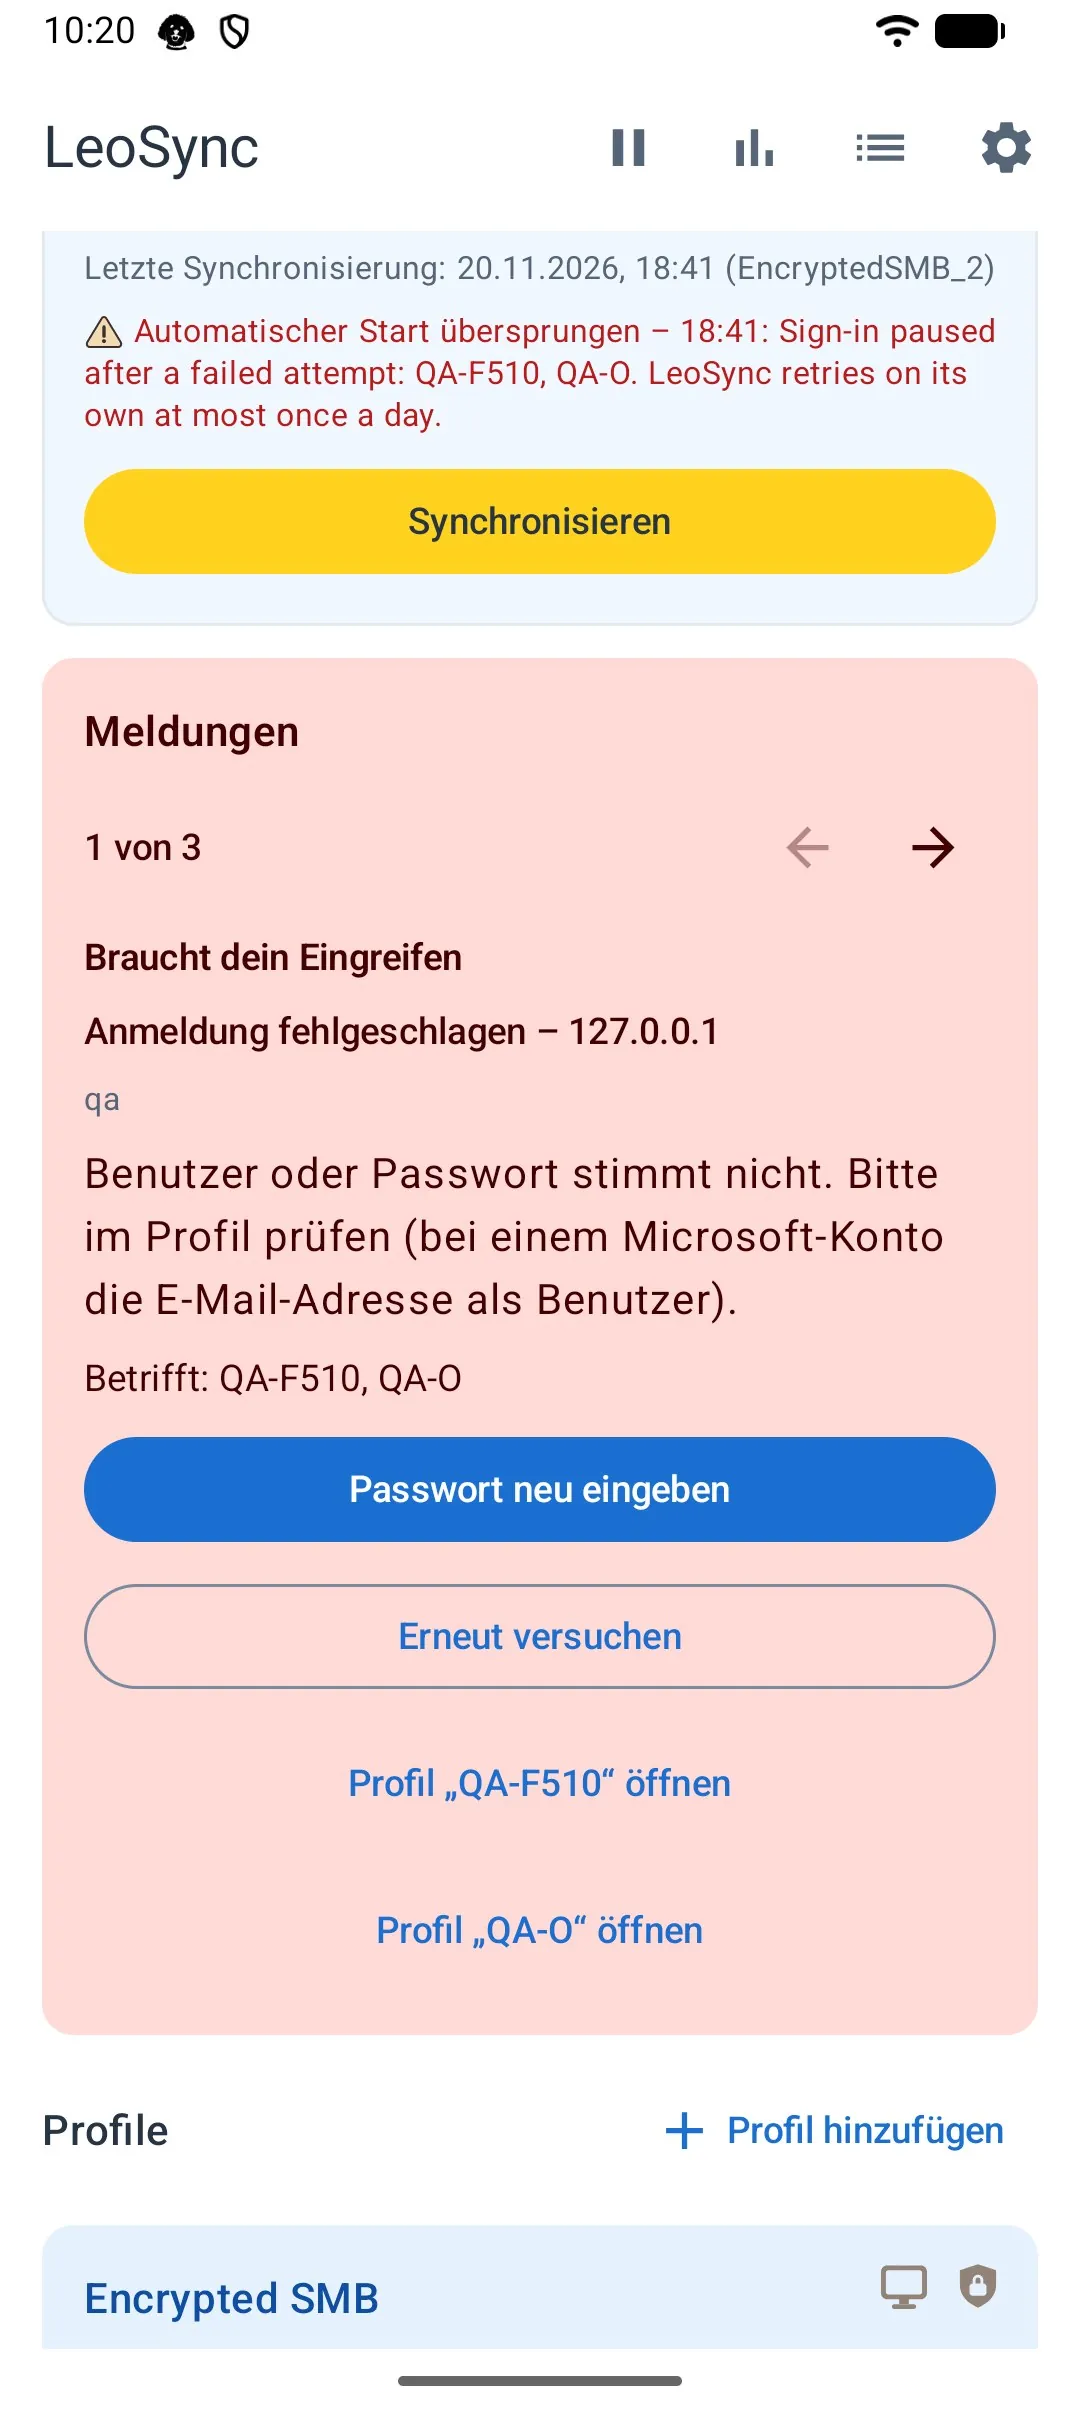 10:20
LeoSync
Letzte Synchronisierung: 20.11.2026, 18:41 (EncryptedSMB_2)
⚠ Automatischer Start übersprungen – 18:41: Sign-in paused
after a failed attempt: QA-F510, QA-O. LeoSync retries on its
own at most once a day.
Synchronisieren
Meldungen
1 von 3
Braucht dein Eingreifen
Anmeldung fehlgeschlagen – 127.0.0.1
qa
Benutzer oder Passwort stimmt nicht. Bitte
im Profil prüfen (bei einem Microsoft-Konto
die E-Mail-Adresse als Benutzer).
Betrifft: QA-F510, QA-O
Passwort neu eingeben
Erneut versuchen
Profil „QA-F510“ öffnen
Profil „QA-O“ öffnen
Profile
+ Profil hinzufügen
Encrypted SMB